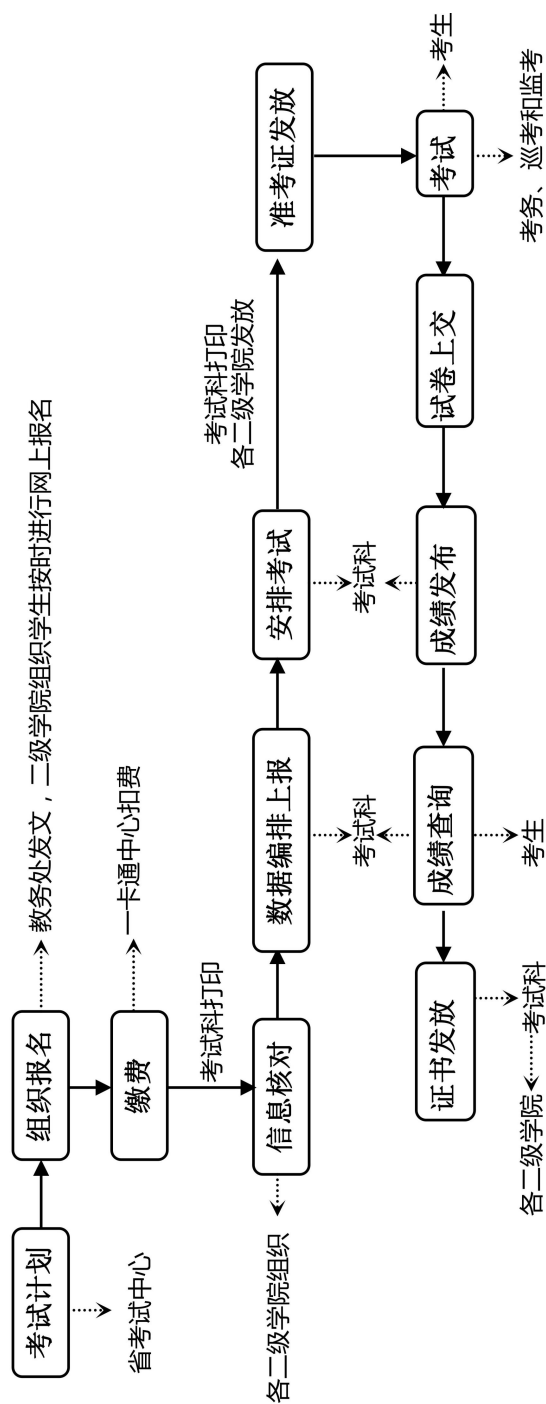 考试计划
省考试中心
组织报名
教务处发文，二级学院组织学生按时进行网上报名
缴费
一卡通中心扣费
考试科打印
信息核对
各二级学院组织
数据编排上报
考试科
安排考试
考试科
考试科打印
各二级学院发放
准考证发放
考试
考生
考务、巡考和监考
试卷上交
成绩发布
成绩查询
考生
证书发放
考试科
各二级学院